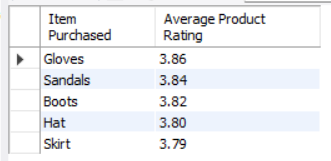 Item Purchased	Average Product Rating
Gloves	3.86
Sandals	3.84
Boots	3.82
Hat	3.80
Skirt	3.79